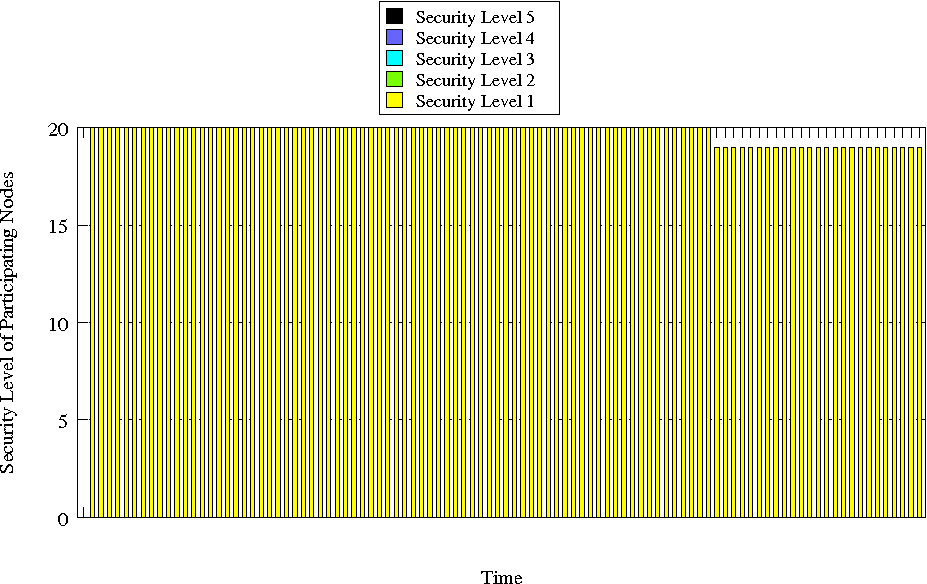 Security Level 5
Security Level 4
Security Level 3
Security Level 2
Security Level 1
20
15
10
5
0
Security Level of Participating Nodes
Time